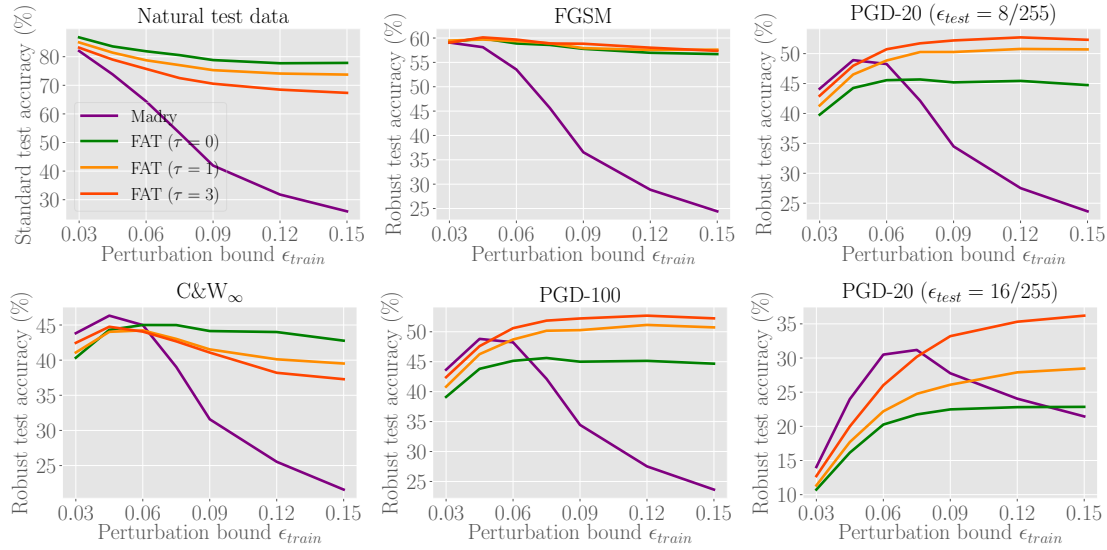 Natural test data
Standard test accuracy (%)
80
70
60
50
40
30
Madry
FAT (τ = 0)
FAT (τ = 1)
FAT (τ = 3)
0.03 0.06 0.09 0.12 0.15
Perturbation bound ϵtrain
FGSM
Robust test accuracy (%)
60
55
50
45
40
35
30
25
0.03 0.06 0.09 0.12 0.15
Perturbation bound ϵtrain
PGD-20 (ϵtest = 8/255)
Robust test accuracy (%)
50
45
40
35
30
25
0.03 0.06 0.09 0.12 0.15
Perturbation bound ϵtrain
C&W∞
Robust test accuracy (%)
45
40
35
30
25
0.03 0.06 0.09 0.12 0.15
Perturbation bound ϵtrain
PGD-100
Robust test accuracy (%)
50
45
40
35
30
25
0.03 0.06 0.09 0.12 0.15
Perturbation bound ϵtrain
PGD-20 (ϵtest = 16/255)
Robust test accuracy (%)
35
30
25
20
15
10
0.03 0.06 0.09 0.12 0.15
Perturbation bound ϵtrain